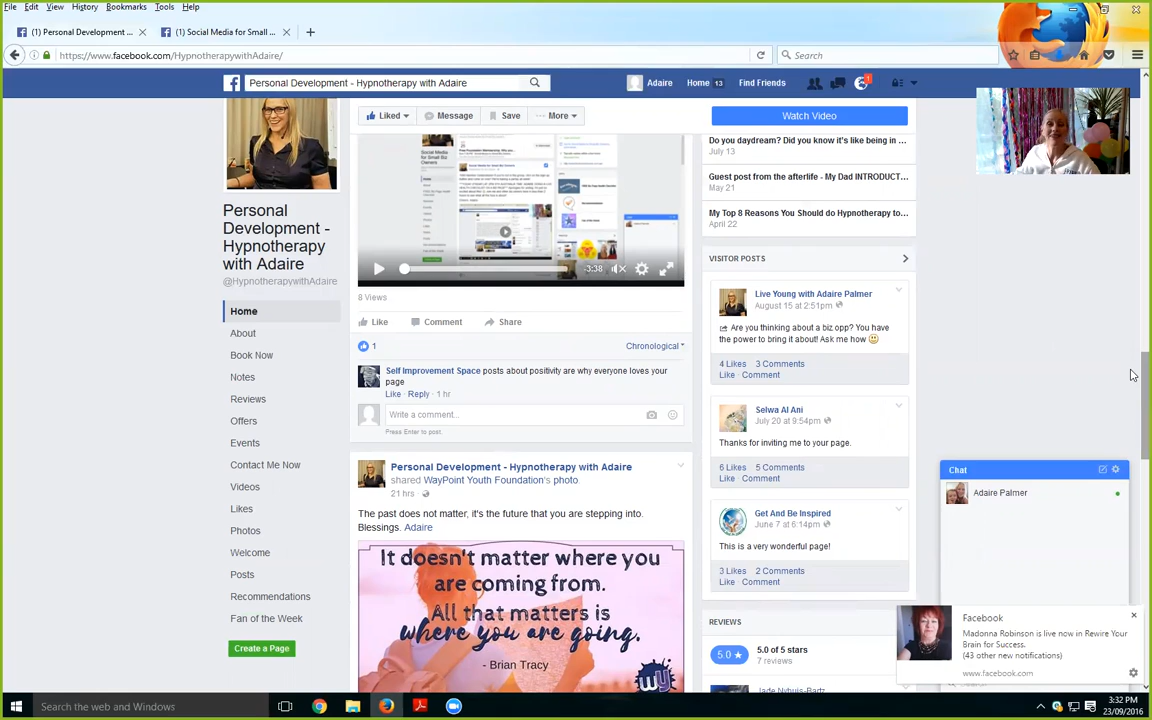 File Edit View History Bookmarks Tools Help
(1) Personal Development ...
(1) Social Media for Small ...
https://www.facebook.com/HypnotherapywithAdaire/
Search
Personal Development - Hypnotherapy with Adaire
Adaire
Home 13
Find Friends
Liked
Message
Save
More
Watch Video
Personal
Development -
Hypnotherapy
with Adaire
@HypnotherapywithAdaire
Home
About
Book Now
Notes
Reviews
Offers
Events
Contact Me Now
Videos
Likes
Photos
Welcome
Posts
Recommendations
Fan of the Week
Create a Page
-3:38
8 Views
Like Comment Share
1
Chronological
Self Improvement Space posts about positivity are why everyone loves your
page
Like · Reply · 1 hr
Write a comment...
Press Enter to post.
Personal Development - Hypnotherapy with Adaire
shared WayPoint Youth Foundation's photo.
21 hrs ·
The past does not matter, it's the future that you are stepping into.
Blessings. Adaire
It doesn't matter where you
are coming from.
All that matters is
where you are going.
- Brian Tracy
wy
Do you daydream? Did you know it's like being in ...
July 13
Guest post from the afterlife - My Dad INTRODUCT...
May 21
My Top 8 Reasons You Should do Hypnotherapy to...
April 22
VISITOR POSTS
Live Young with Adaire Palmer
August 15 at 2:51pm
Are you thinking about a biz opp? You have
the power to bring it about! Ask me how
4 Likes 3 Comments
Like · Comment
Selwa Al Ani
July 20 at 9:54pm
Thanks for inviting me to your page.
6 Likes 5 Comments
Like · Comment
Get And Be Inspired
June 7 at 6:14pm
This is a very wonderful page!
3 Likes 2 Comments
Like · Comment
REVIEWS
5.0 ★
5.0 of 5 stars
7 reviews
Jade Nyhuis-Bartz
Chat
Adaire Palmer
Facebook
Madonna Robinson is live now in Rewire Your
Brain for Success.
(43 other new notifications)
www.facebook.com
Search the web and Windows
3:32 PM
23/09/2016